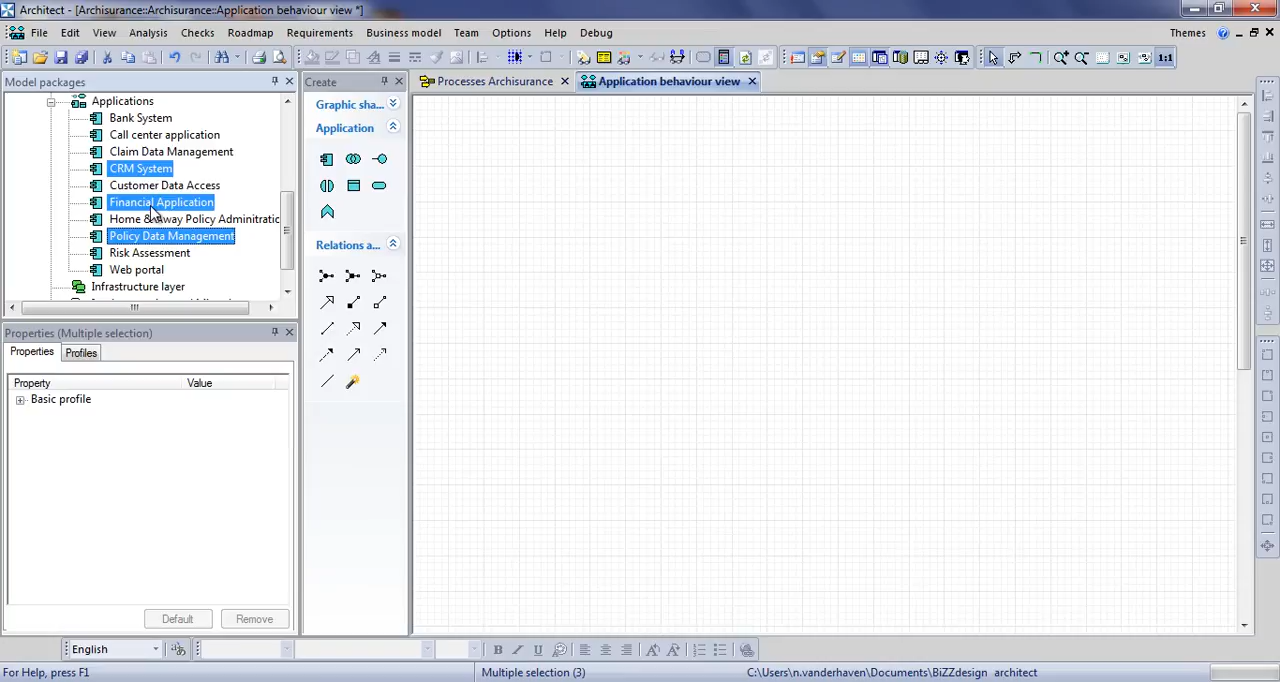 Architect - [Archisurance::Archisurance::Application behaviour view *]
File Edit View Analysis Checks Roadmap Requirements Business model Team Options Help Debug Themes
1:1
Model packages
Applications
Bank System
Call center application
Claim Data Management
CRM System
Customer Data Access
Financial Application
Home & Away Policy Adminitratic
Policy Data Management
Risk Assessment
Web portal
Infrastructure layer
Properties (Multiple selection)
Properties Profiles
Property Value
Basic profile
Default Remove
Create
Graphic sha...
Application
Relations a...
Processes Archisurance Application behaviour view
English B I U
For Help, press F1 Multiple selection (3) C:\Users\n.vanderhaven\Documents\BiZZdesign architect